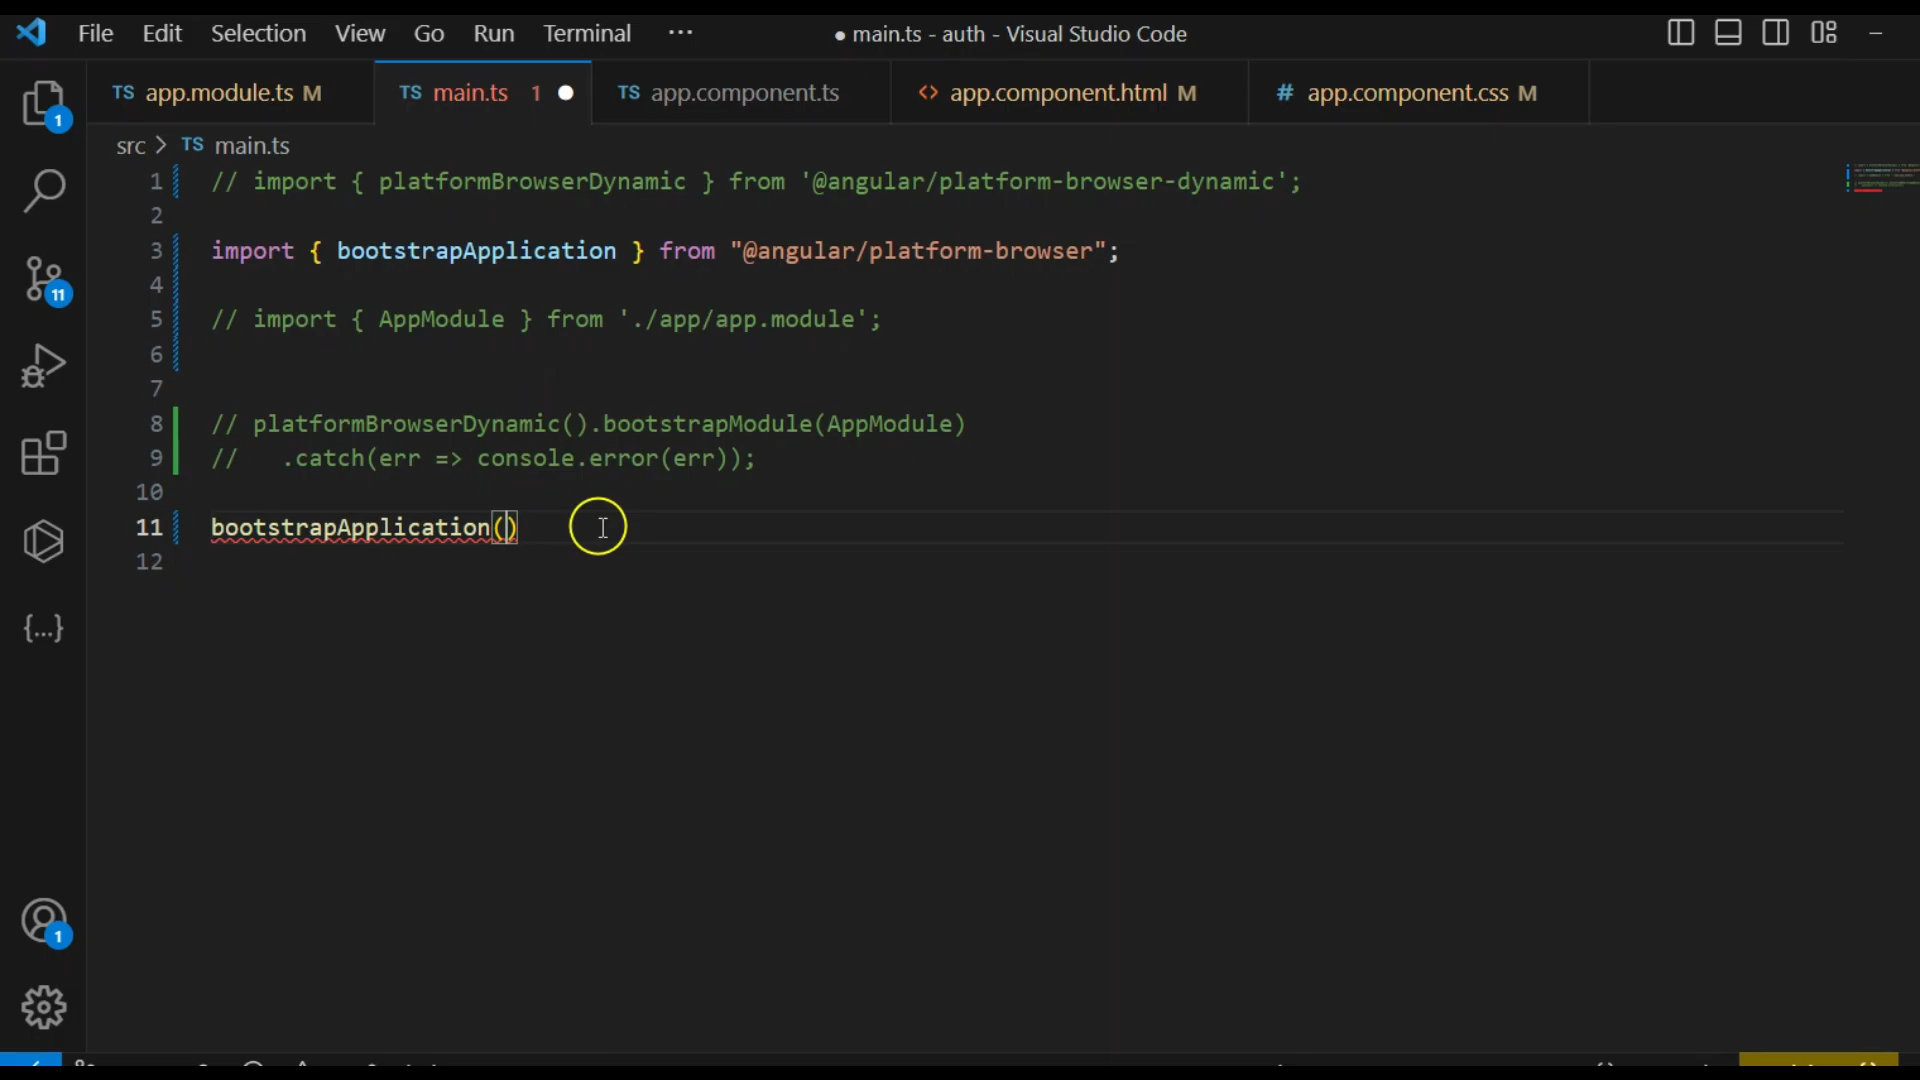 File Edit Selection View Go Run Terminal ··· ● main.ts - auth - Visual Studio Code
TS app.module.ts M TS main.ts 1 ● TS app.component.ts <> app.component.html M # app.component.css M
src > TS main.ts
1 // import { platformBrowserDynamic } from '@angular/platform-browser-dynamic';
2
3 import { bootstrapApplication } from "@angular/platform-browser";
4
5 // import { AppModule } from './app/app.module';
6
7
8 // platformBrowserDynamic().bootstrapModule(AppModule)
9 //   .catch(err => console.error(err));
10
11 bootstrapApplication()
12
1
11
{...}
1